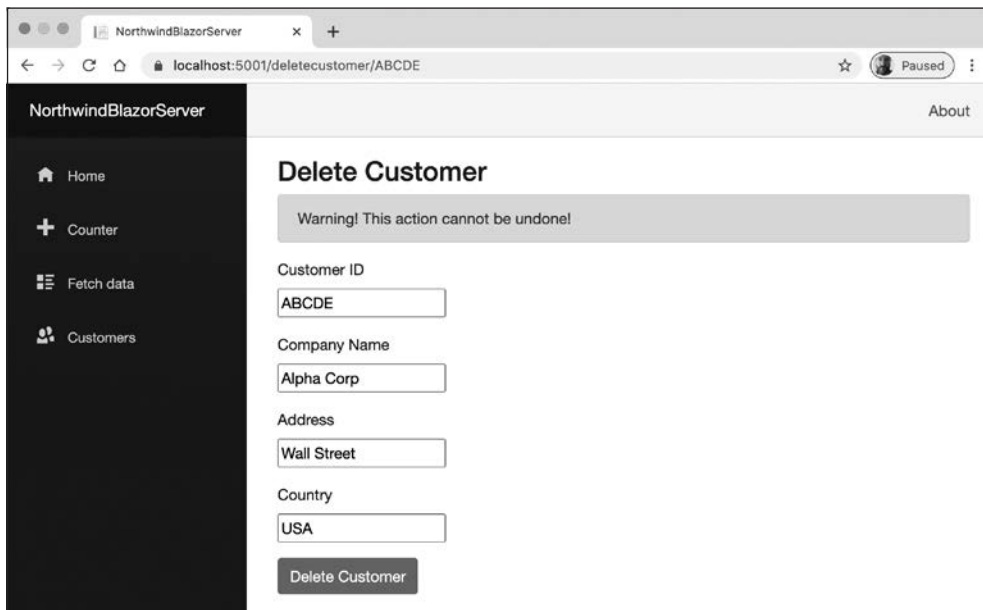 NorthwindBlazorServer
localhost:5001/deletecustomer/ABCDE
Paused
NorthwindBlazorServer
About
Home
Counter
Fetch data
Customers
Delete Customer
Warning! This action cannot be undone!
Customer ID
ABCDE
Company Name
Alpha Corp
Address
Wall Street
Country
USA
Delete Customer